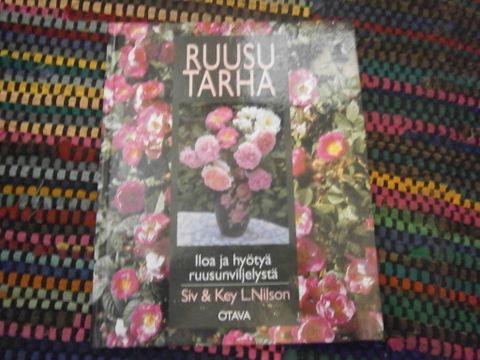 RUUSU
TARHA
Iloa ja hyötyä
ruusunviljelystä
Siv & Key L.Nilson
OTAVA